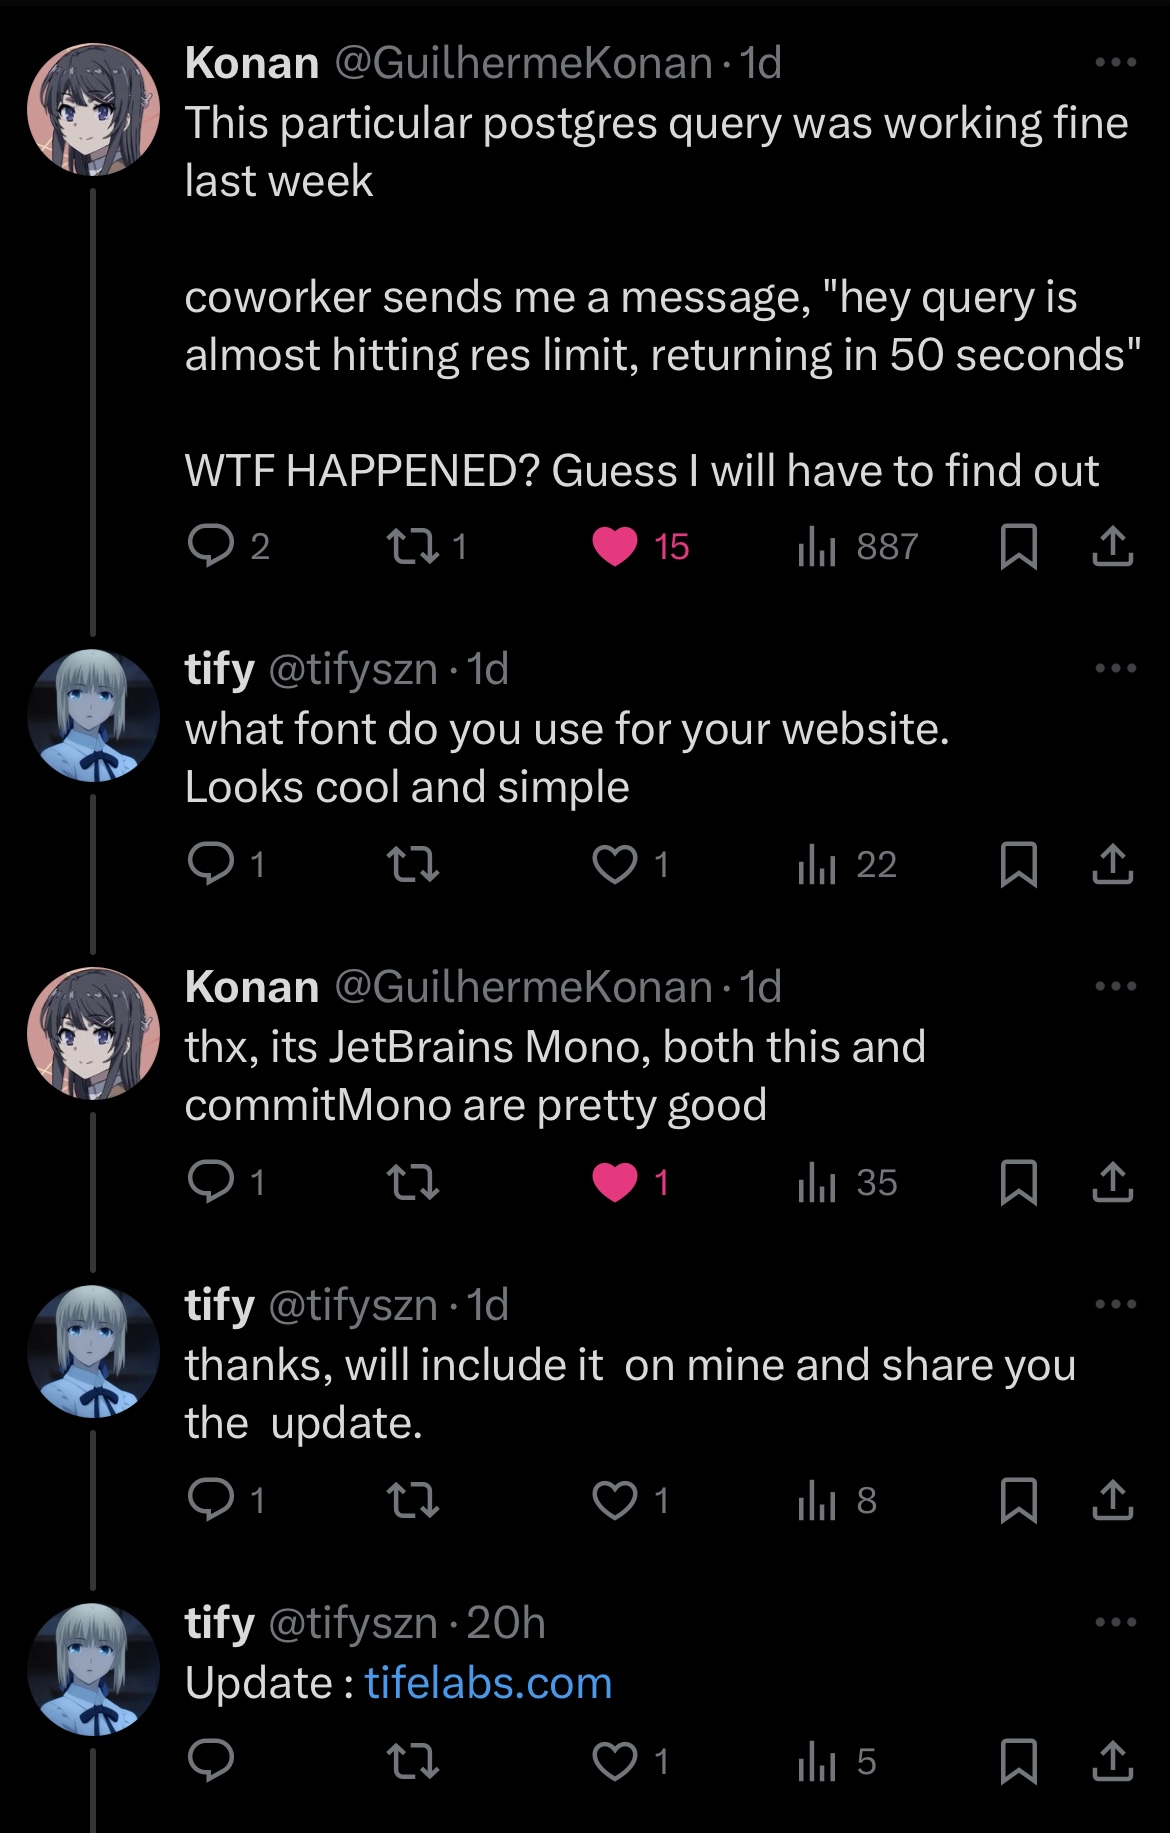 Konan @GuilhermeKonan · 1d
This particular postgres query was working fine
last week
coworker sends me a message, "hey query is
almost hitting res limit, returning in 50 seconds"
WTF HAPPENED? Guess I will have to find out
2 1 15 887
tify @tifyszn · 1d
what font do you use for your website.
Looks cool and simple
1 1 22
Konan @GuilhermeKonan · 1d
thx, its JetBrains Mono, both this and
commitMono are pretty good
1 1 35
tify @tifyszn · 1d
thanks, will include it  on mine and share you
the  update.
1 1 8
tify @tifyszn · 20h
Update : tifelabs.com
1 5